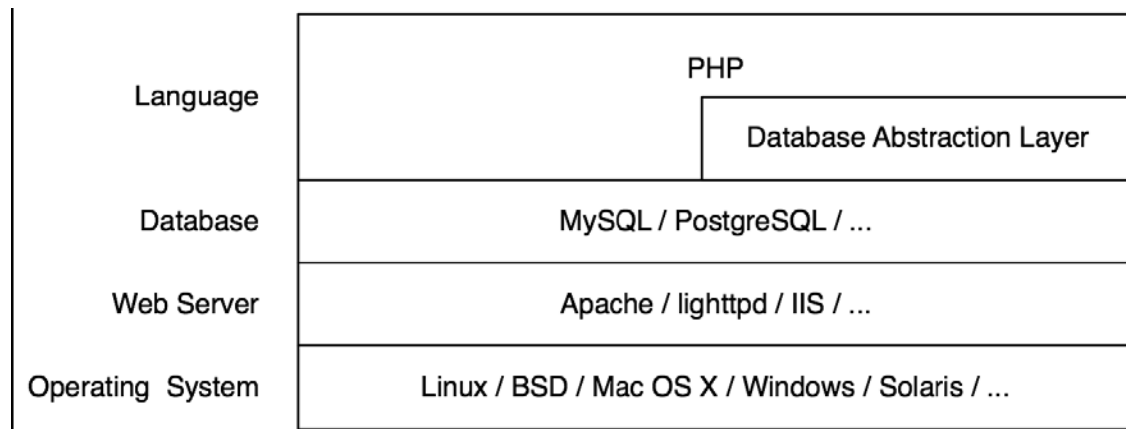 PHP
Language
Database Abstraction Layer
Database MySQL / PostgreSQL / ...
Web Server Apache / lighttpd / IIS / ...
Operating System Linux / BSD / Mac OS X / Windows / Solaris / ...